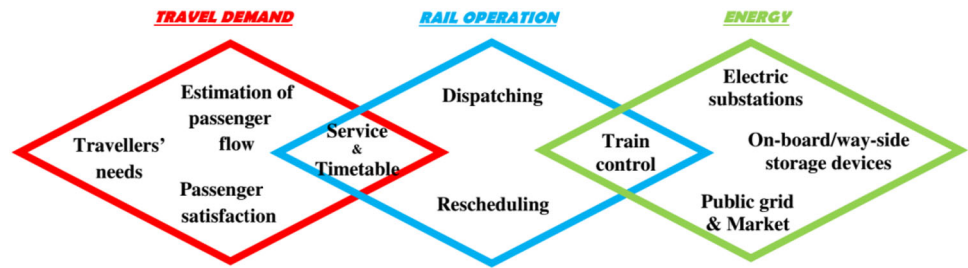 TRAVEL DEMAND
RAIL OPERATION
ENERGY
Estimation of
passenger
flow
Travellers'
needs
Passenger
satisfaction
Service
&
Timetable
Dispatching
Rescheduling
Train
control
Electric
substations
On-board/way-side
storage devices
Public grid
& Market